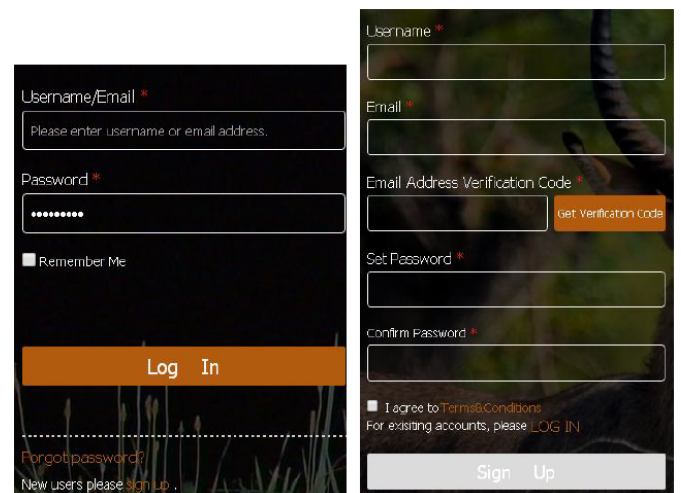 Username/Email *
Please enter username or email address.
Password *
•••••••••
Remember Me
Log In
Forgot password?
New users please sign up .
Username *
Email *
Email Address Verification Code *
Get Verification Code
Set Password *
Confirm Password *
I agree to Terms&Conditions
For exisiting accounts, please LOG IN
Sign Up